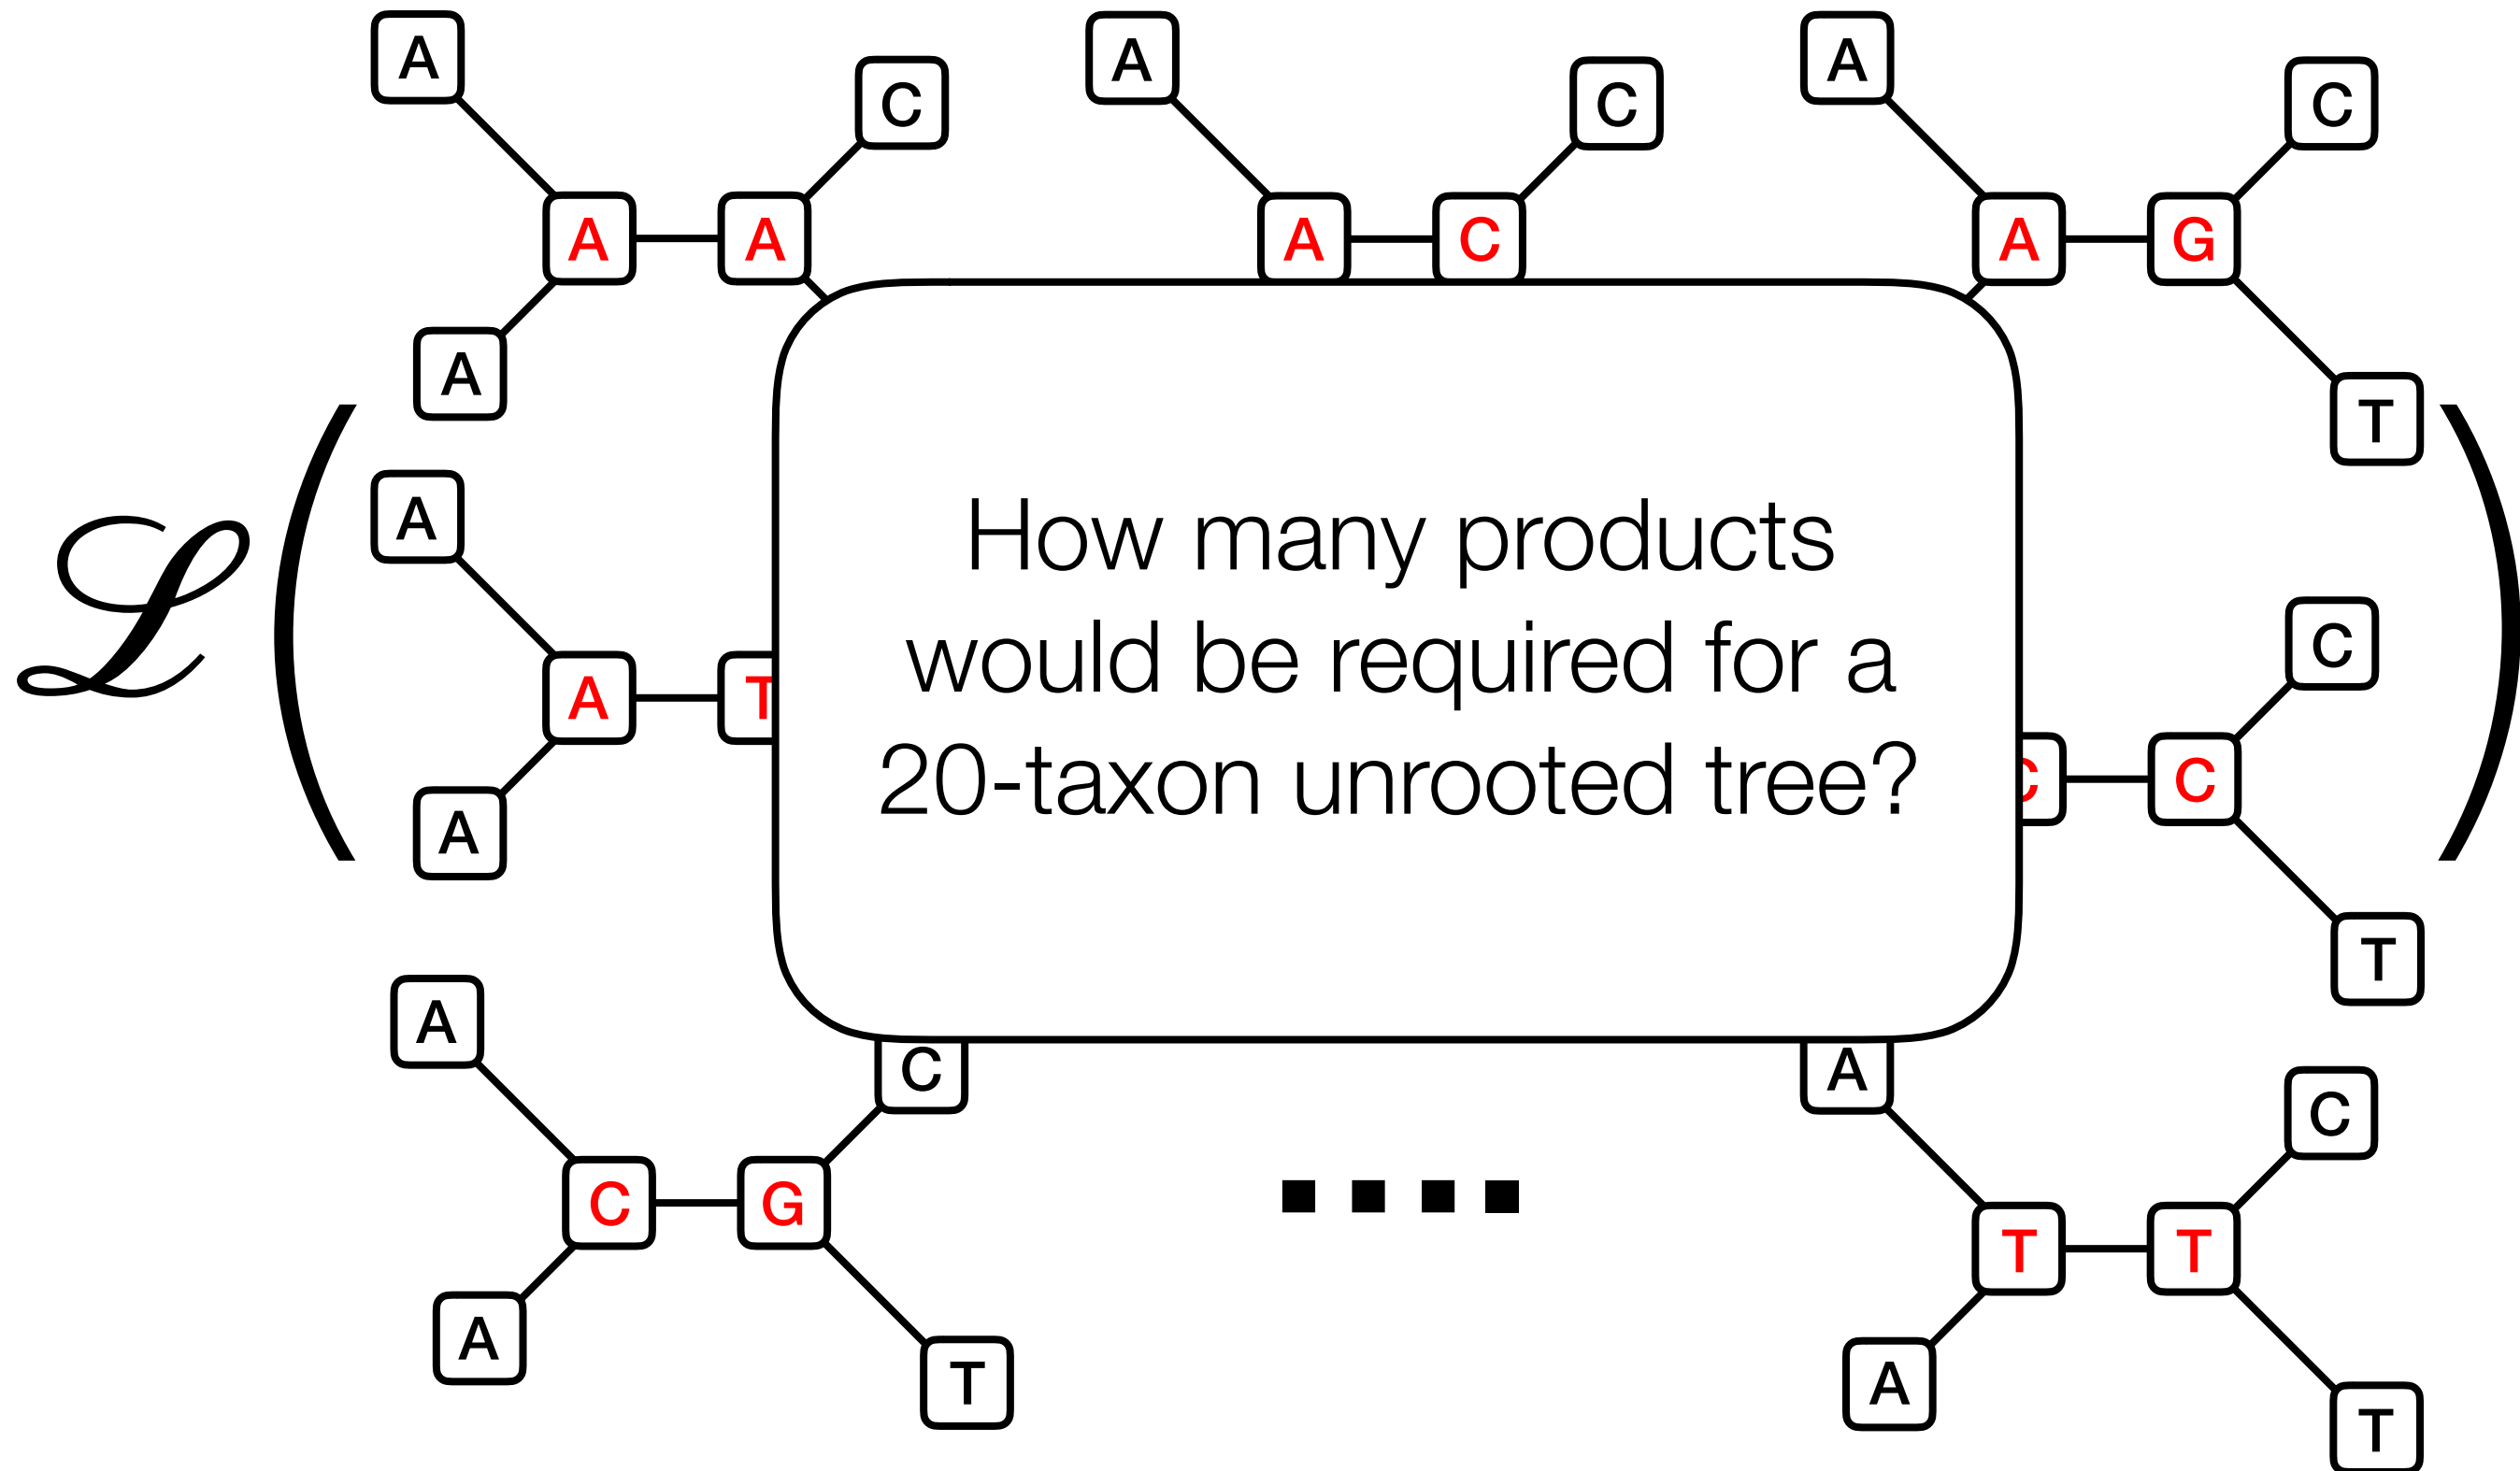 A A A
C C C
A A A C A G
A
T
A
How many products
C
would be required for a
A T C C
20-taxon unrooted tree?
A
T
A
C A
C
C G
T T
A
T
A
T
ℒ ( )